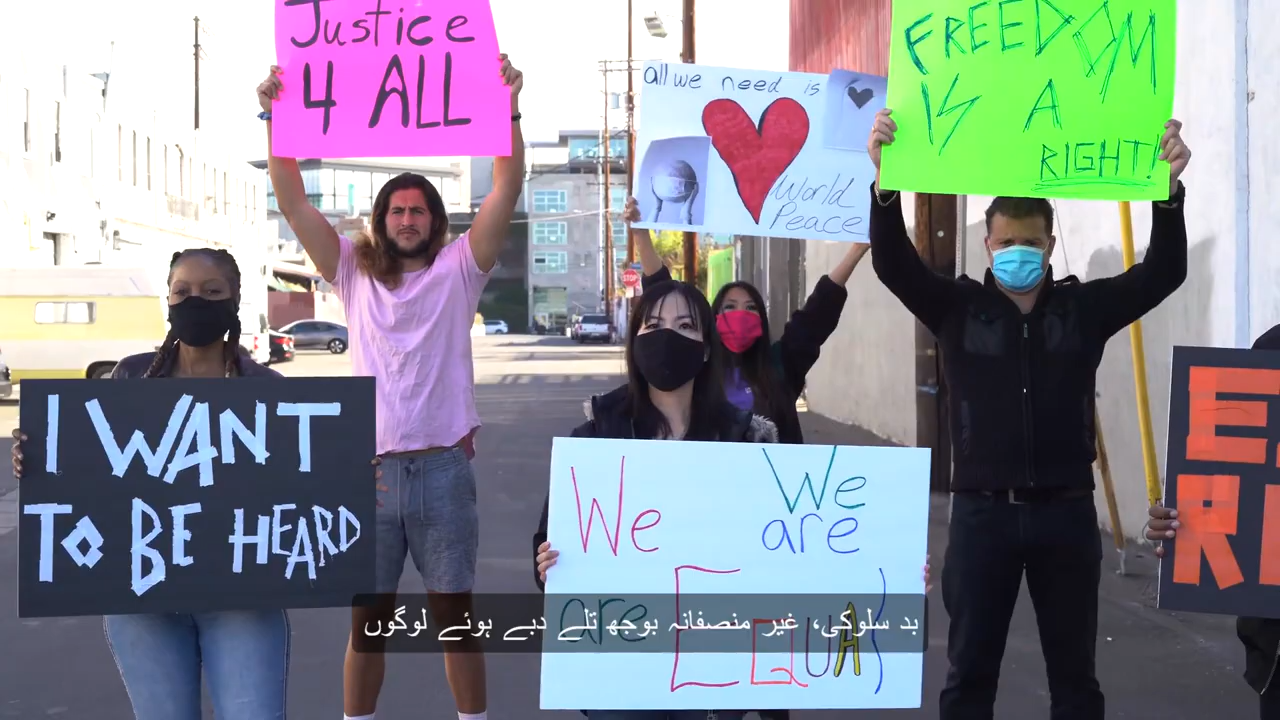 Justice
4 ALL
all we need is
World
Peace
FREEDOM
IS A
RIGHT!
STOP
I WANT
TO BE HEARD
We
are
We
are
EQUAL
بد سلوکی، غیر منصفانہ بوجھ تلے دبے ہوئے لوگوں